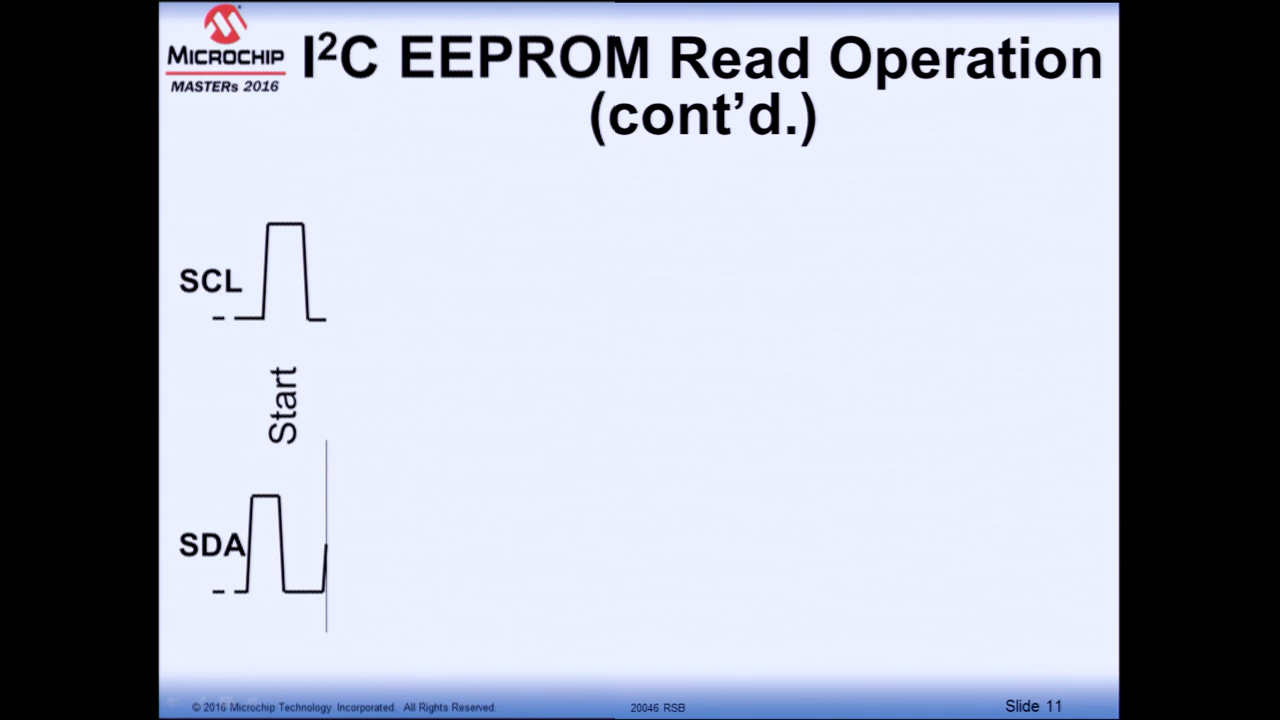 MICROCHIP
MASTERs 2016
I²C EEPROM Read Operation
(cont’d.)
SCL
Start
SDA
© 2016 Microchip Technology Incorporated. All Rights Reserved.
20046 RSB
Slide 11